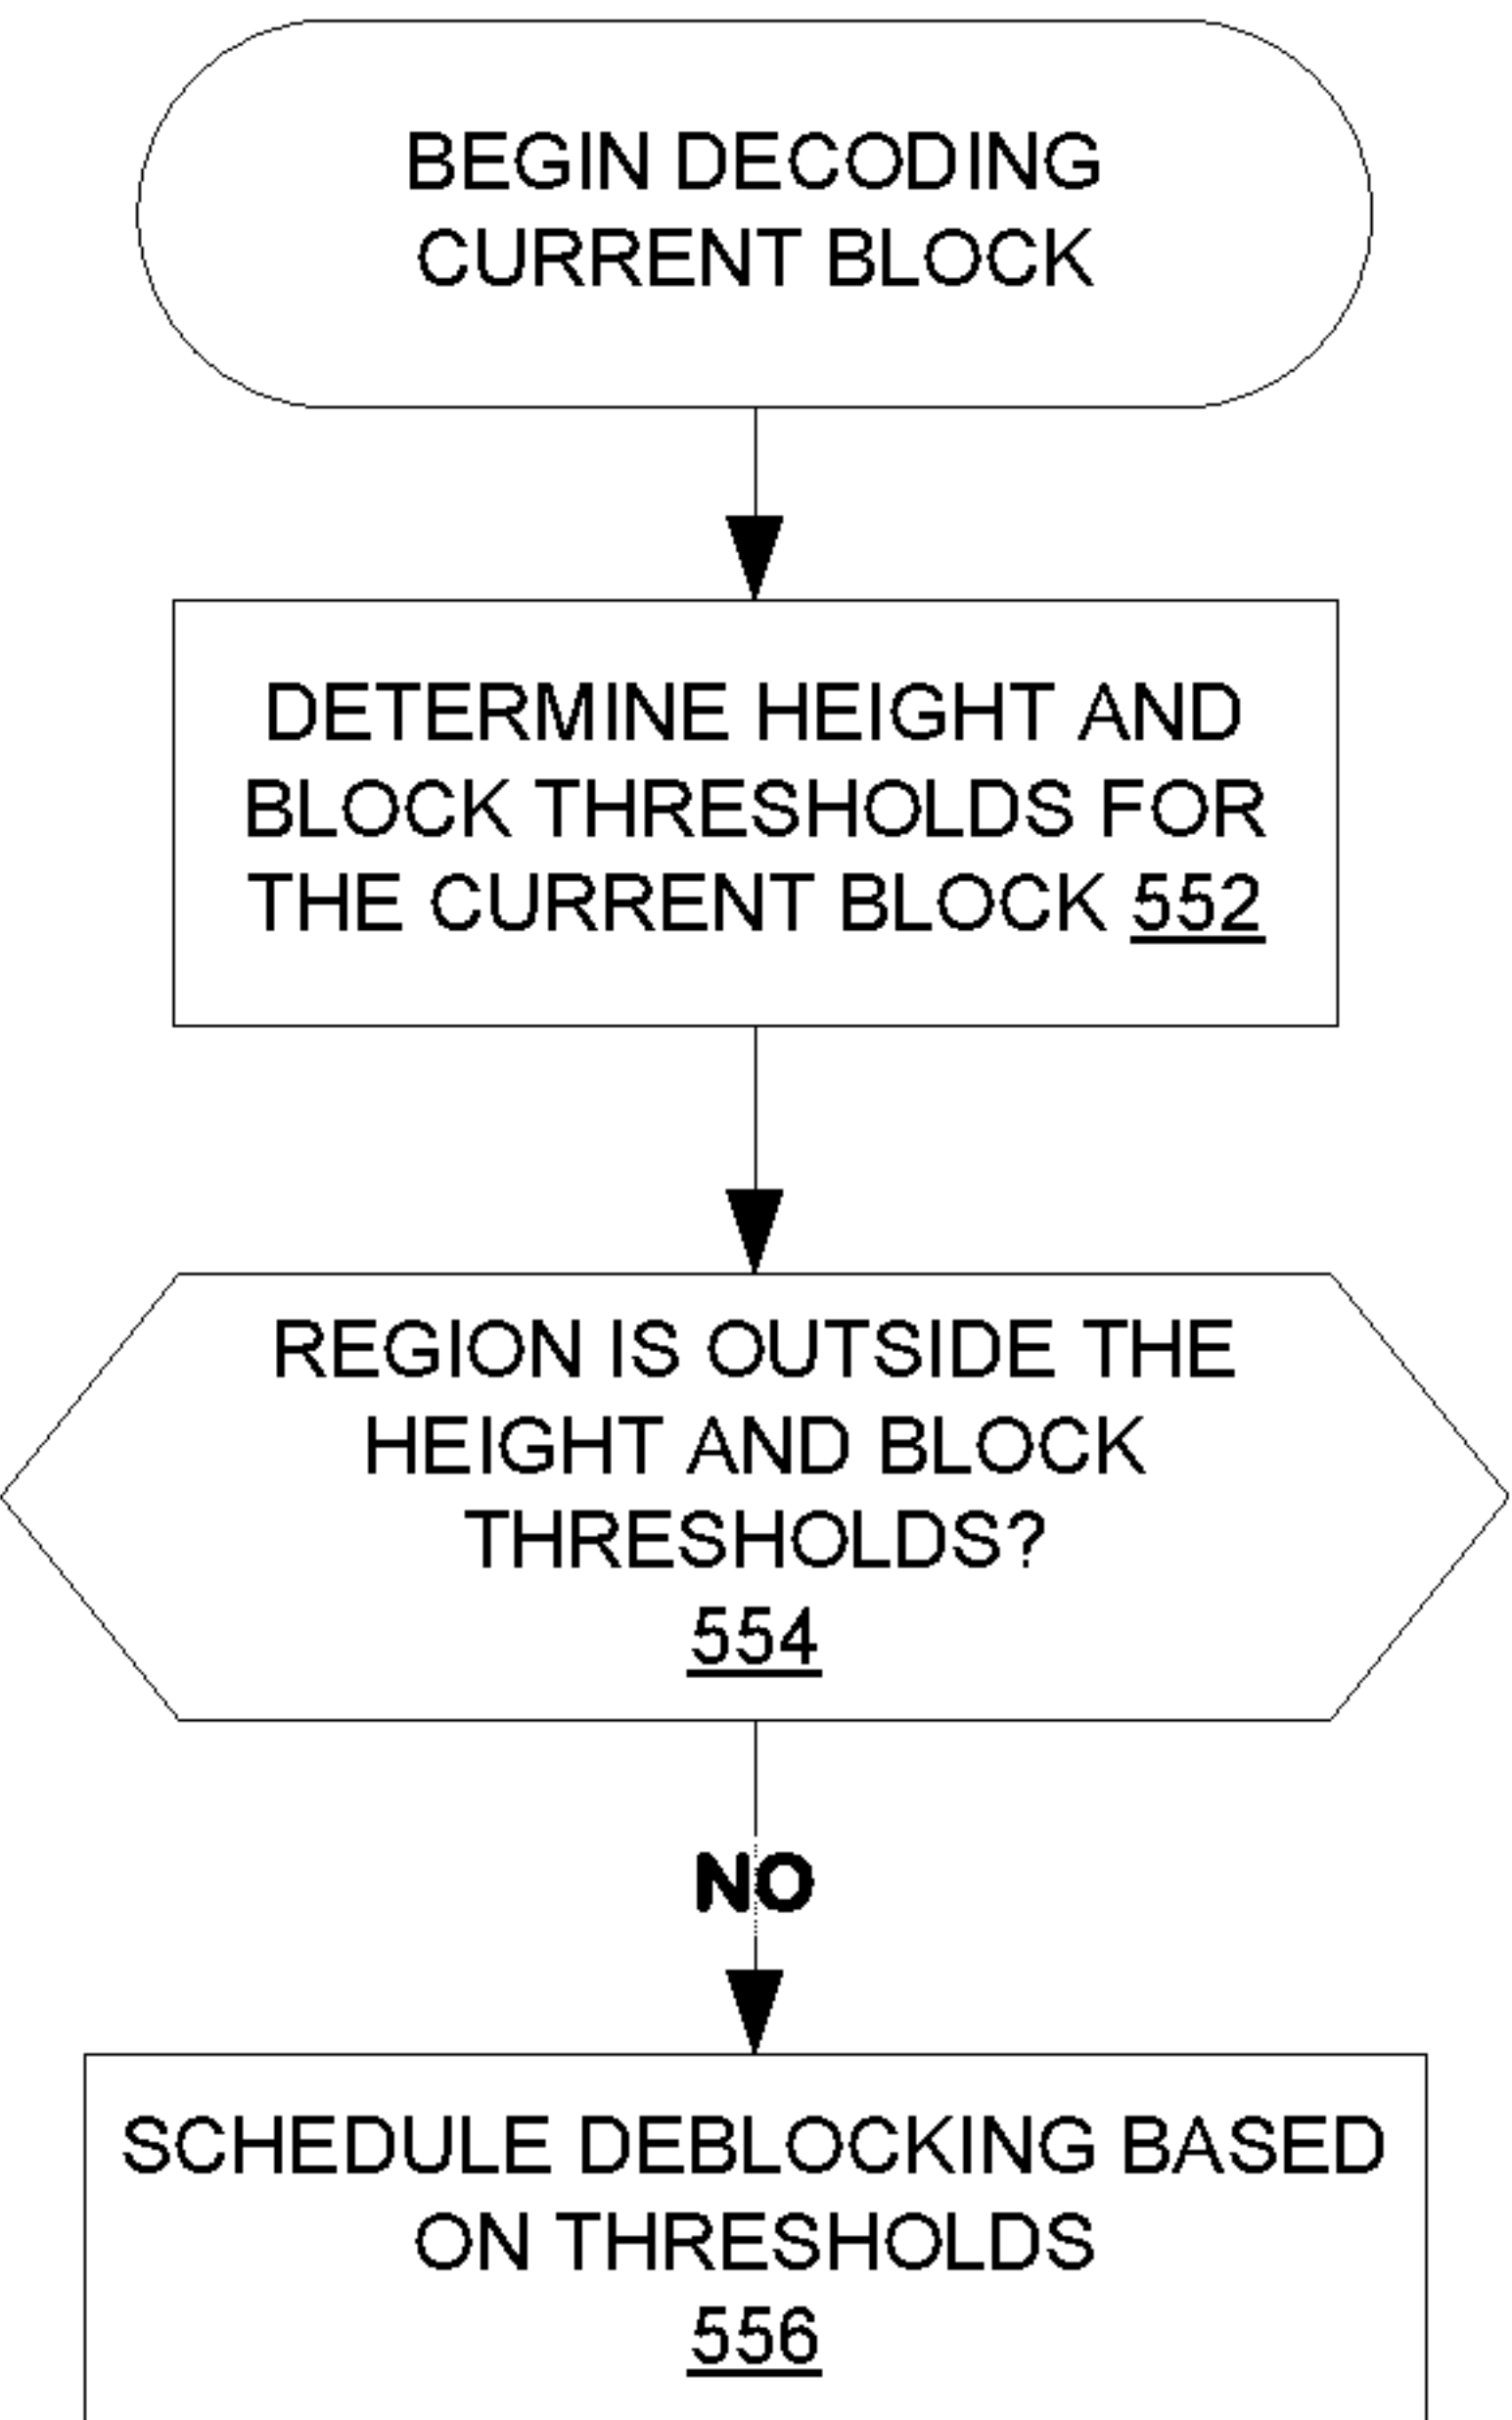 BEGIN DECODING
CURRENT BLOCK
DETERMINE HEIGHT AND
BLOCK THRESHOLDS FOR
THE CURRENT BLOCK 552
REGION IS OUTSIDE THE
HEIGHT AND BLOCK
THRESHOLDS?
554
NO
SCHEDULE DEBLOCKING BASED
ON THRESHOLDS
556